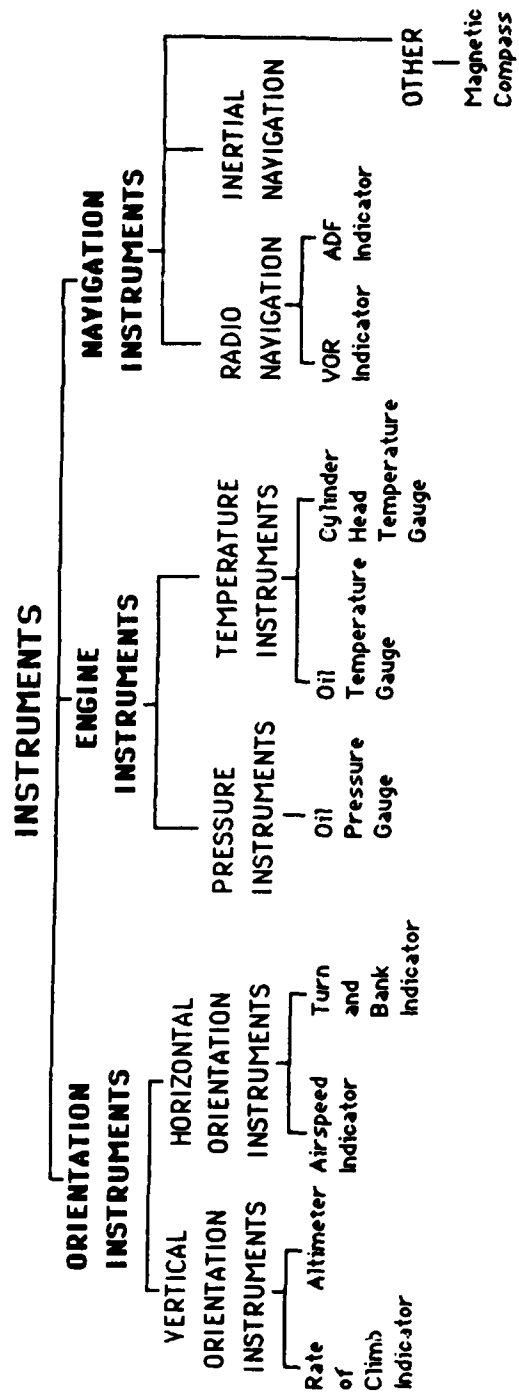 INSTRUMENTS
ORIENTATION
INSTRUMENTS
VERTICAL
ORIENTATION
INSTRUMENTS
Rate
of
Climb
Indicator
Altimeter
HORIZONTAL
ORIENTATION
INSTRUMENTS
Airspeed
Indicator
Turn
and
Bank
Indicator
ENGINE
INSTRUMENTS
PRESSURE
INSTRUMENTS
Oil
Pressure
Gauge
TEMPERATURE
INSTRUMENTS
Oil
Temperature
Gauge
Cylinder
Head
Temperature
Gauge
NAVIGATION
INSTRUMENTS
RADIO
NAVIGATION
VOR
Indicator
ADF
Indicator
INERTIAL
NAVIGATION
OTHER
Magnetic
Compass